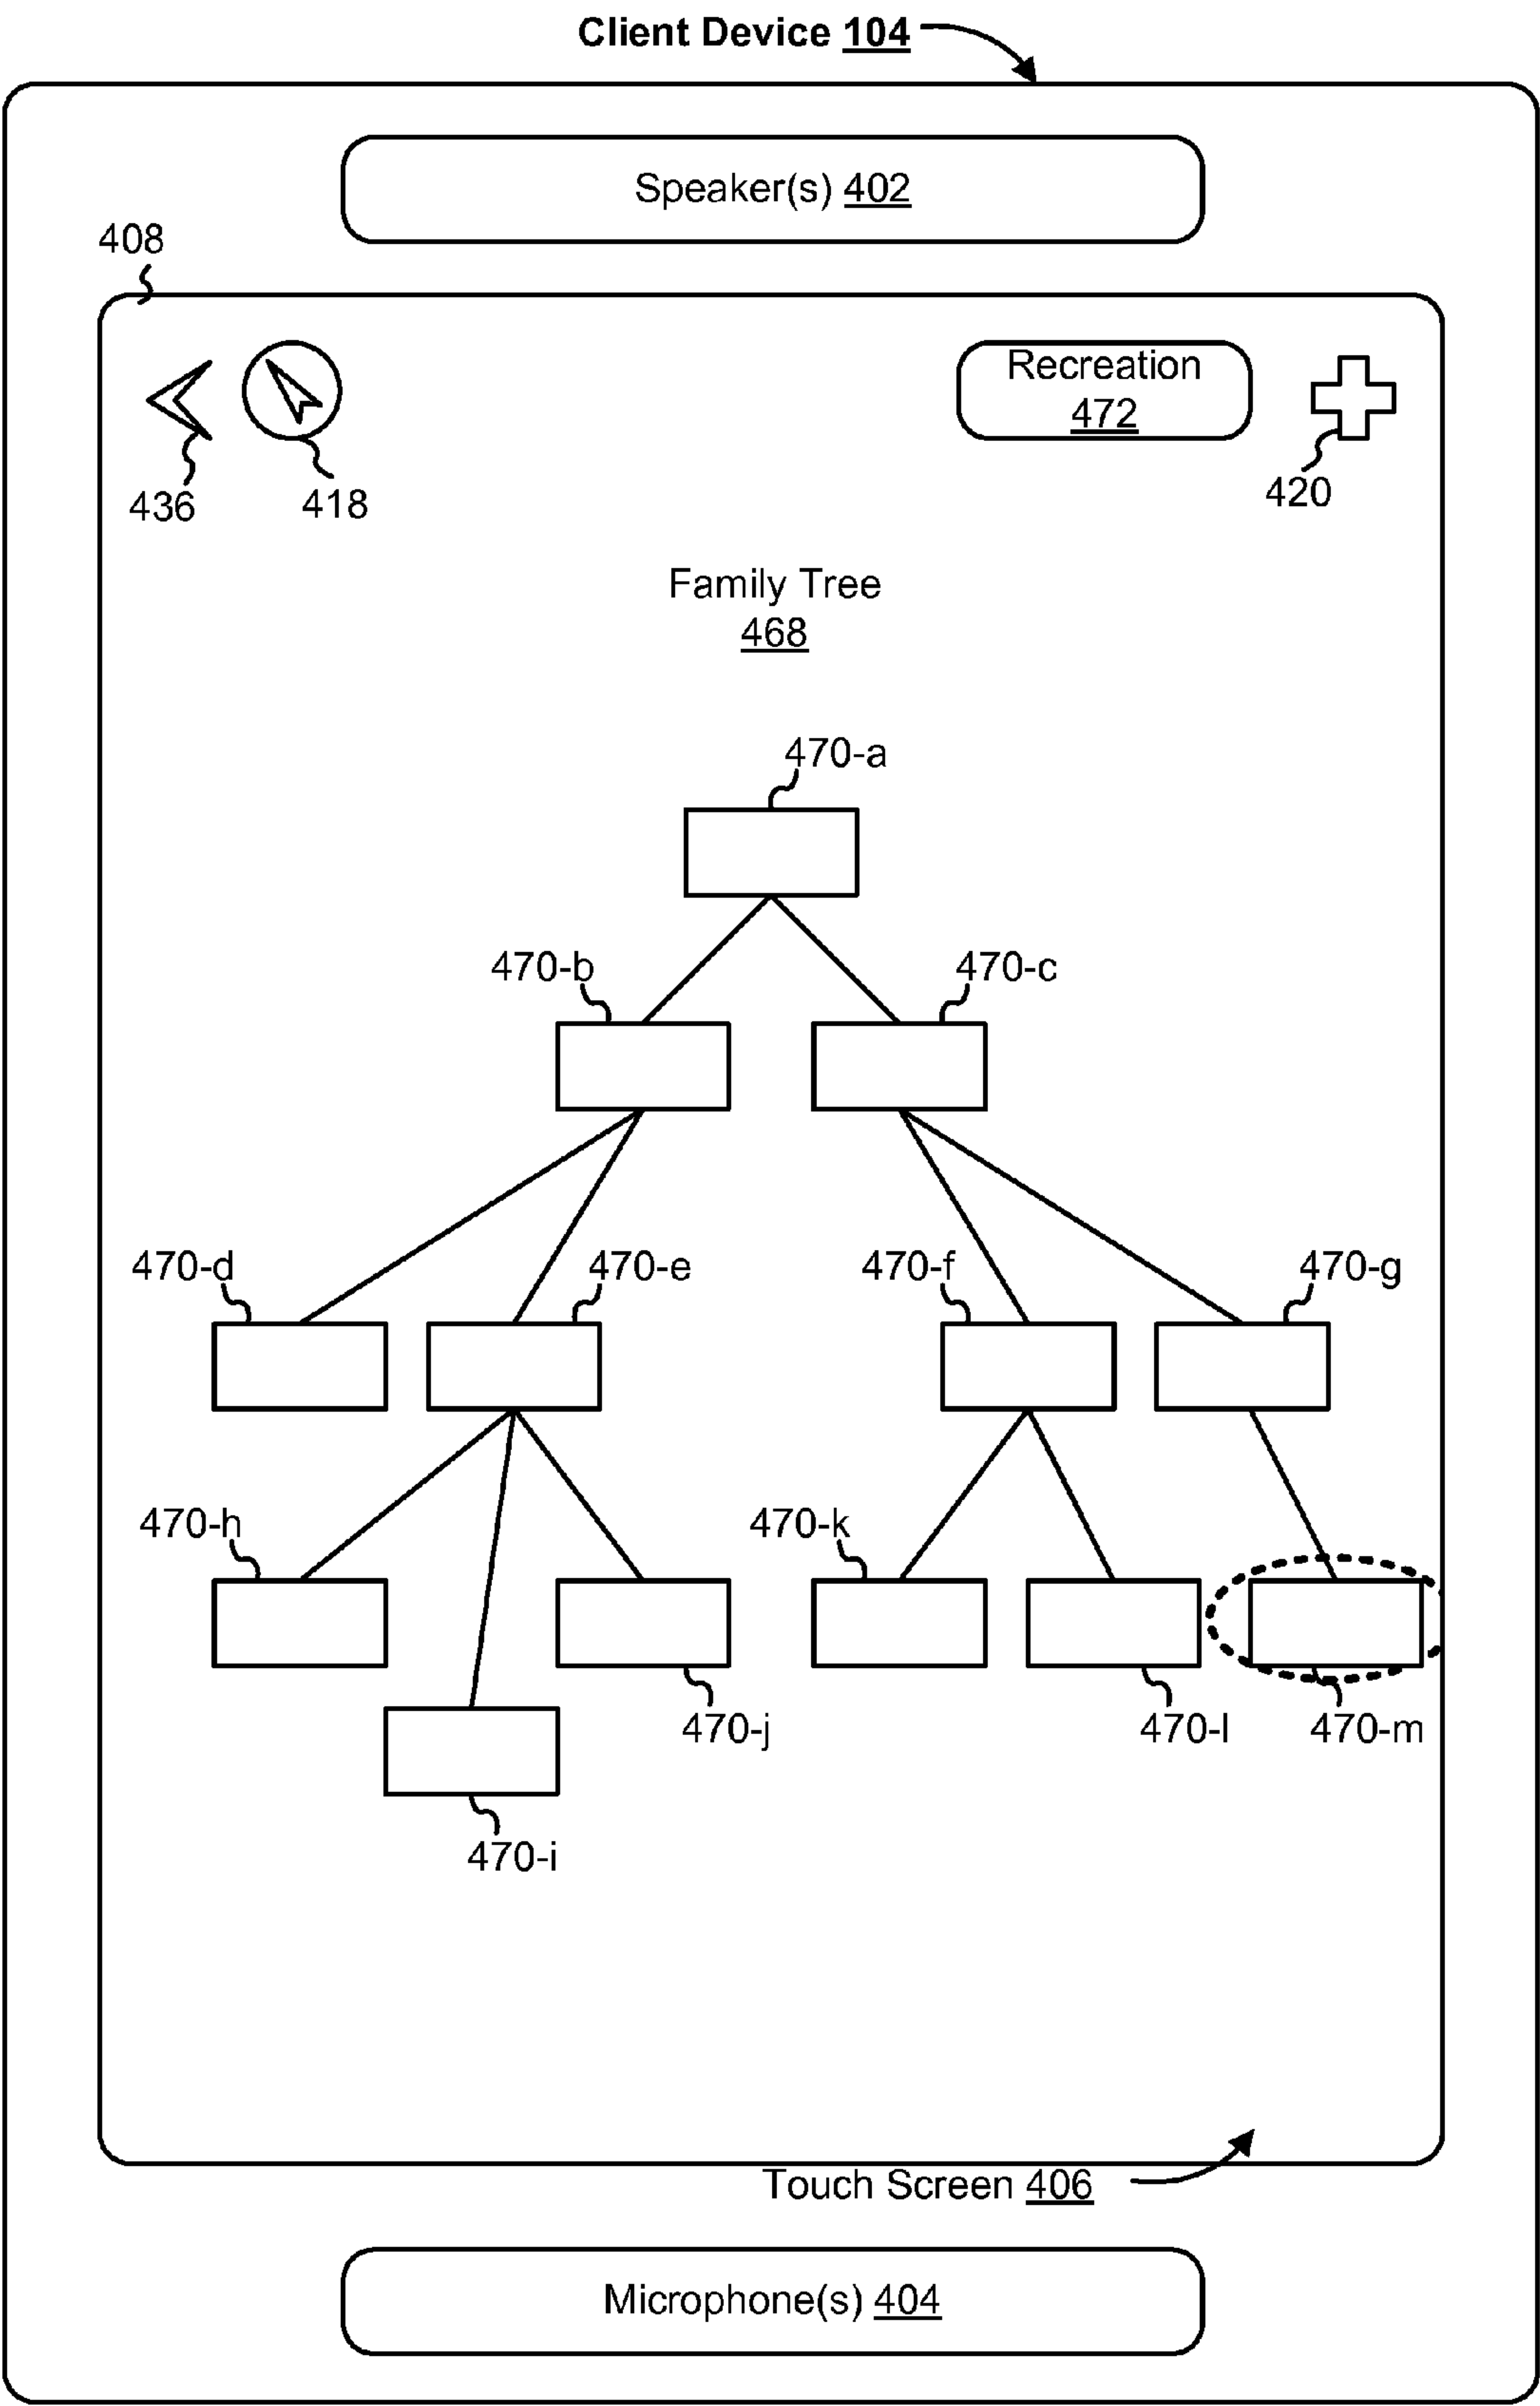 Client Device 104
Speaker(s) 402
408
Recreation
472
436
418
420
Family Tree
468
470-a
470-b
470-c
470-d
470-e
470-f
470-g
470-h
470-k
470-j
470-l
470-m
470-i
Touch Screen 406
Microphone(s) 404